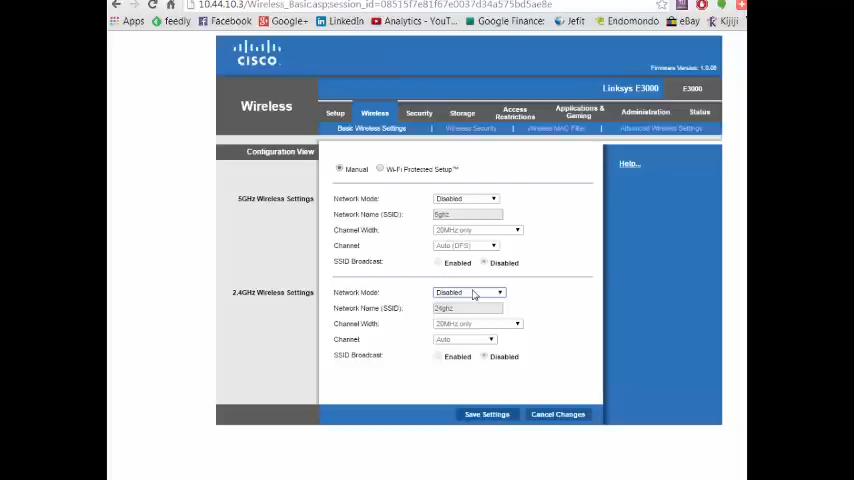 10.44.10.3/Wireless_Basic.asp;session_id=08515f7e81f67e0037d34a575bd5ae8e
Apps feedly Facebook Google+ LinkedIn Analytics - YouT... Google Finance: Jefit Endomondo eBay Kijiji
CISCO
Firmware Version: 1.0.06
Linksys E3000 E3000
Wireless
Setup Wireless Security Storage Access Restrictions Applications & Gaming Administration Status
Basic Wireless Settings | Wireless Security | Wireless MAC Filter | Advanced Wireless Settings
Configuration View
Help...
Manual Wi-Fi Protected Setup™
5GHz Wireless Settings
Network Mode: Disabled
Network Name (SSID): 5ghz
Channel Width: 20MHz only
Channel: Auto (DFS)
SSID Broadcast: Enabled Disabled
2.4GHz Wireless Settings
Network Mode: Disabled
Network Name (SSID): 24ghz
Channel Width: 20MHz only
Channel: Auto
SSID Broadcast: Enabled Disabled
Save Settings Cancel Changes